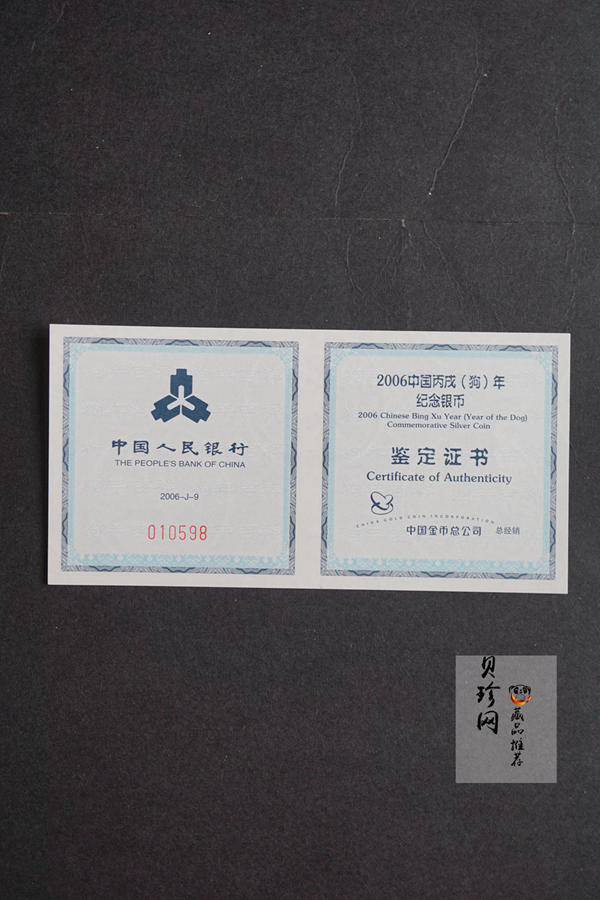 中国人民银行
THE PEOPLE'S BANK OF CHINA
2006-J-9
010598
2006中国丙戌（狗）年
纪念银币
2006 Chinese Bing Xu Year (Year of the Dog)
Commemorative Silver Coin
鉴定证书
Certificate of Authenticity
CHINA GOLD COIN INCORPORATION
中国金币总公司 总经销
贝珍网
藏品推荐